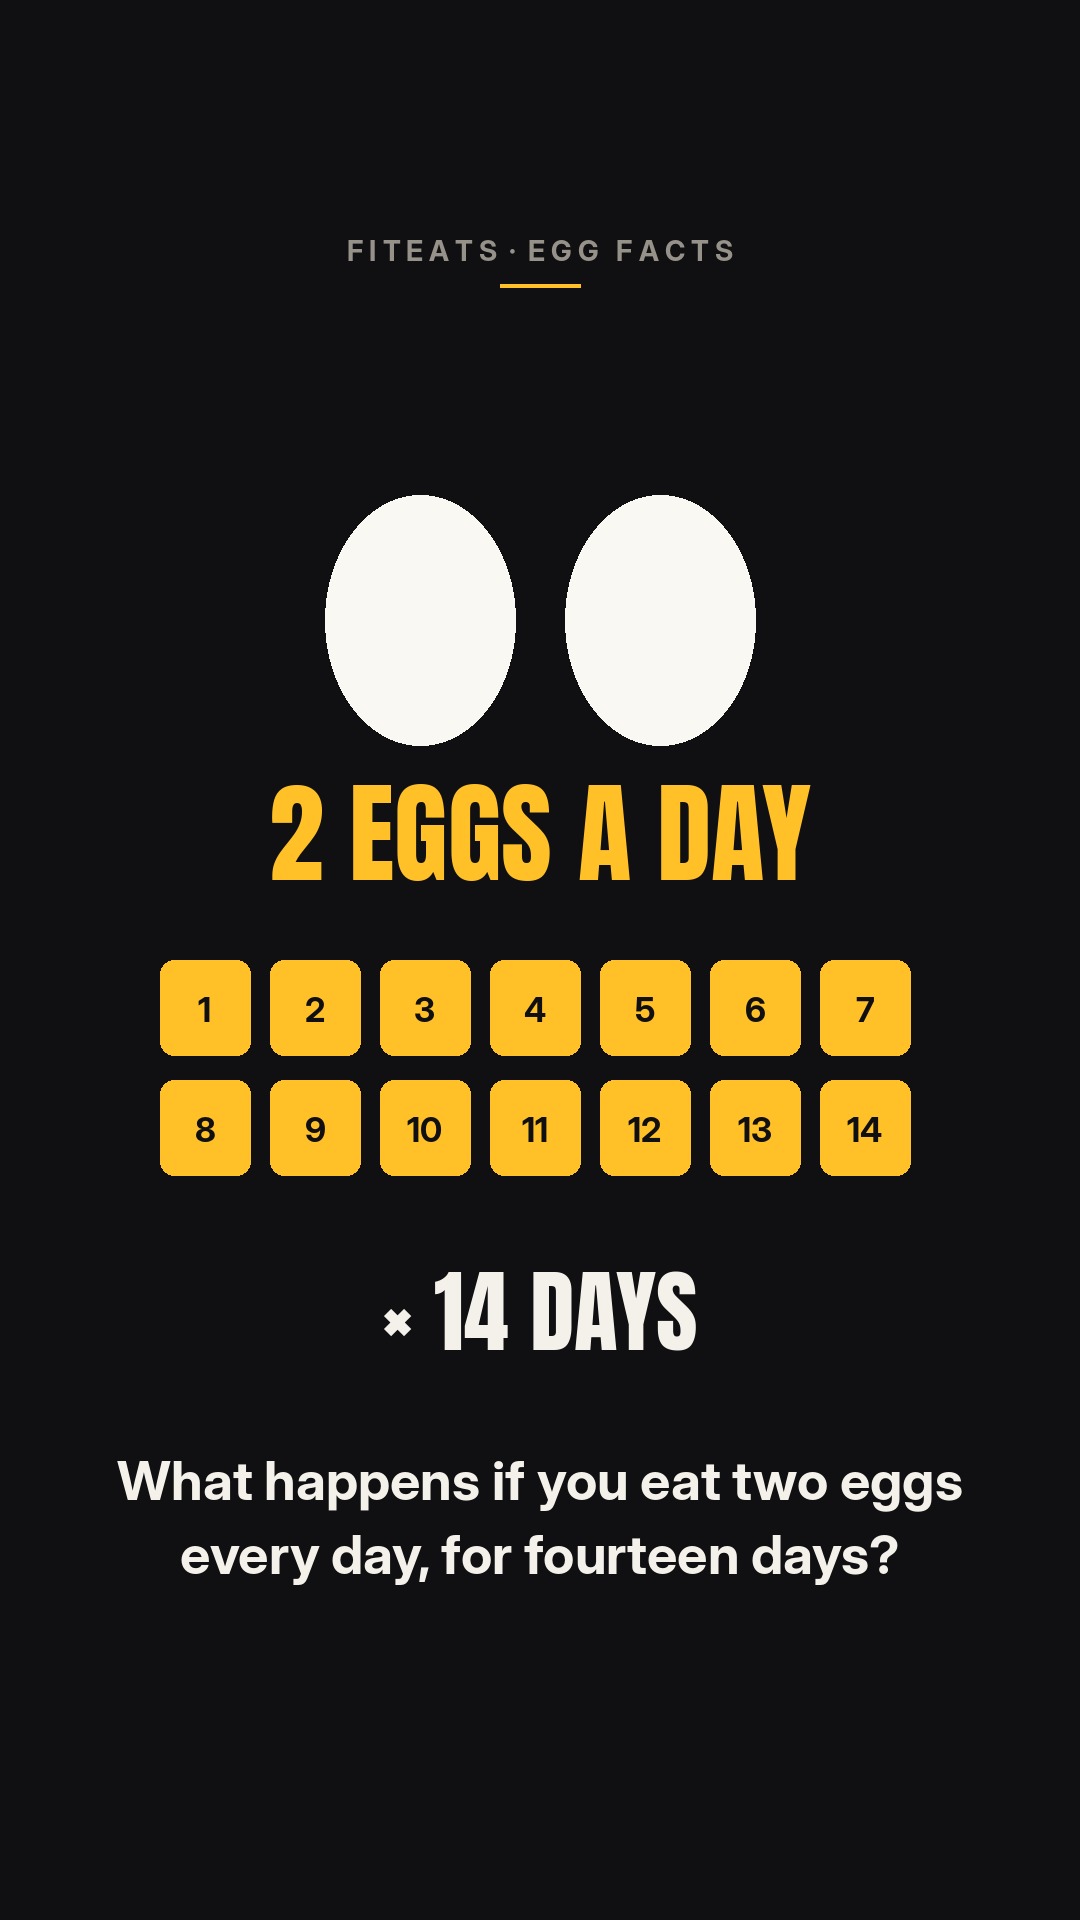 FITEATS · EGG FACTS
2 EGGS A DAY
1 2 3 4 5 6 7
8 9 10 11 12 13 14
× 14 DAYS
What happens if you eat two eggs
every day, for fourteen days?